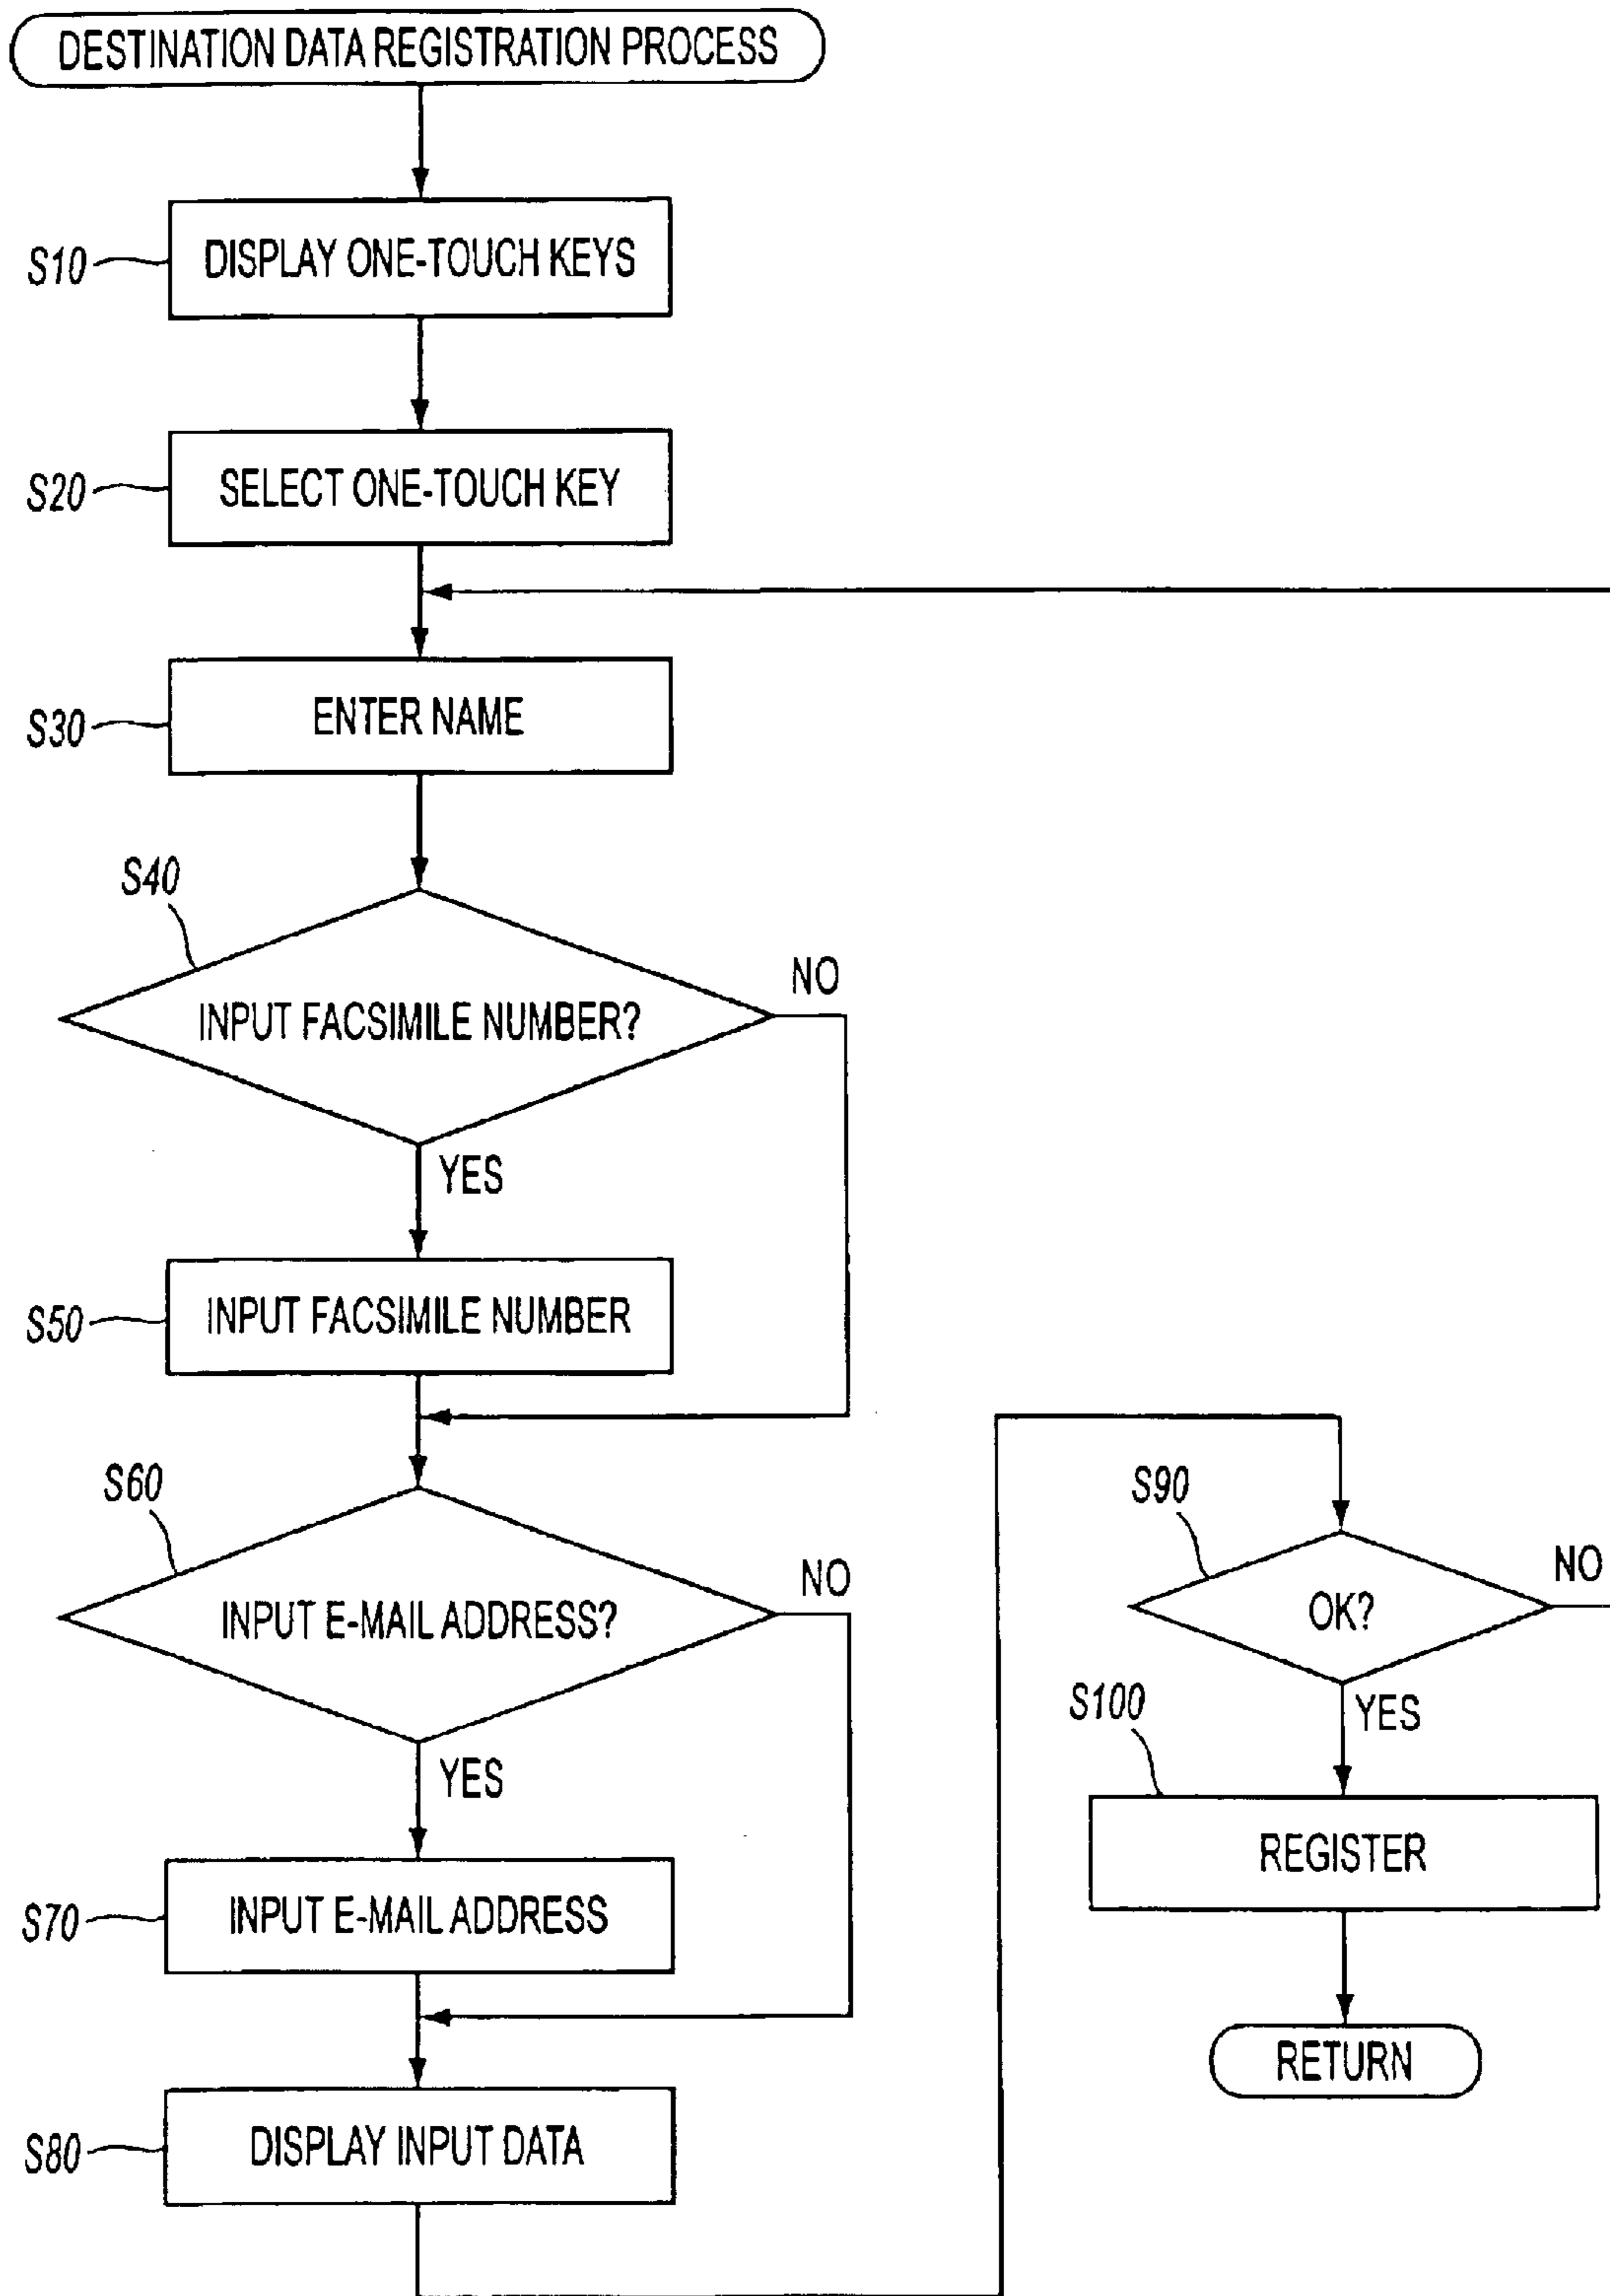 DESTINATION DATA REGISTRATION PROCESS
S10
DISPLAY ONE-TOUCH KEYS
S20
SELECT ONE-TOUCH KEY
S30
ENTER NAME
S40
INPUT FACSIMILE NUMBER?
NO
YES
S50
INPUT FACSIMILE NUMBER
S60
INPUT E-MAIL ADDRESS?
NO
YES
S70
INPUT E-MAIL ADDRESS
S80
DISPLAY INPUT DATA
S90
OK?
NO
YES
S100
REGISTER
RETURN